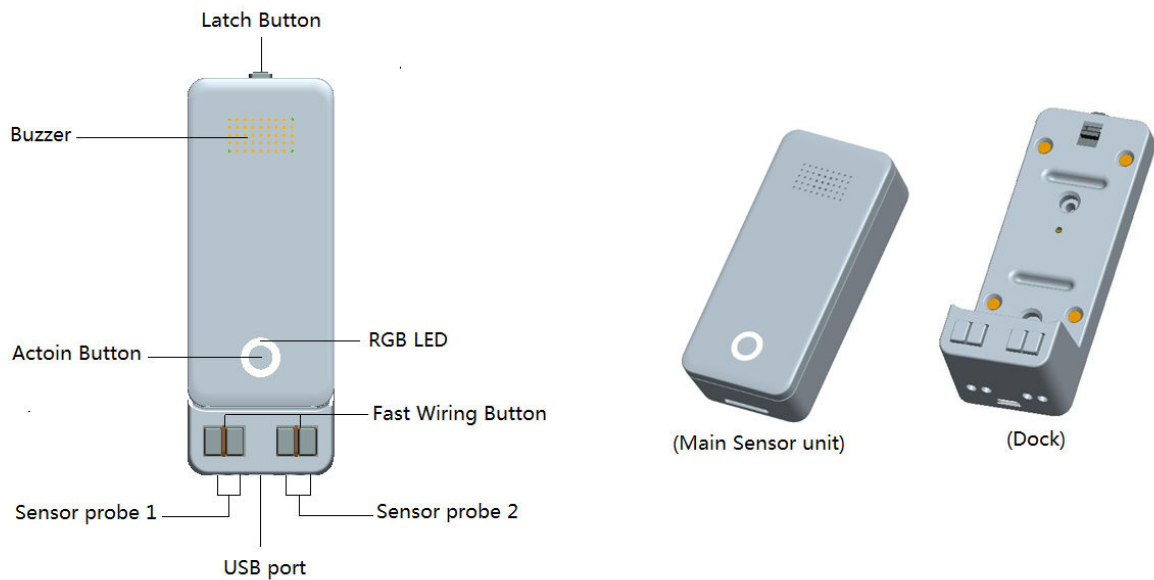 Latch Button
Buzzer
RGB LED
Actoin Button
Fast Wiring Button
(Main Sensor unit)
(Dock)
Sensor probe 1
Sensor probe 2
USB port